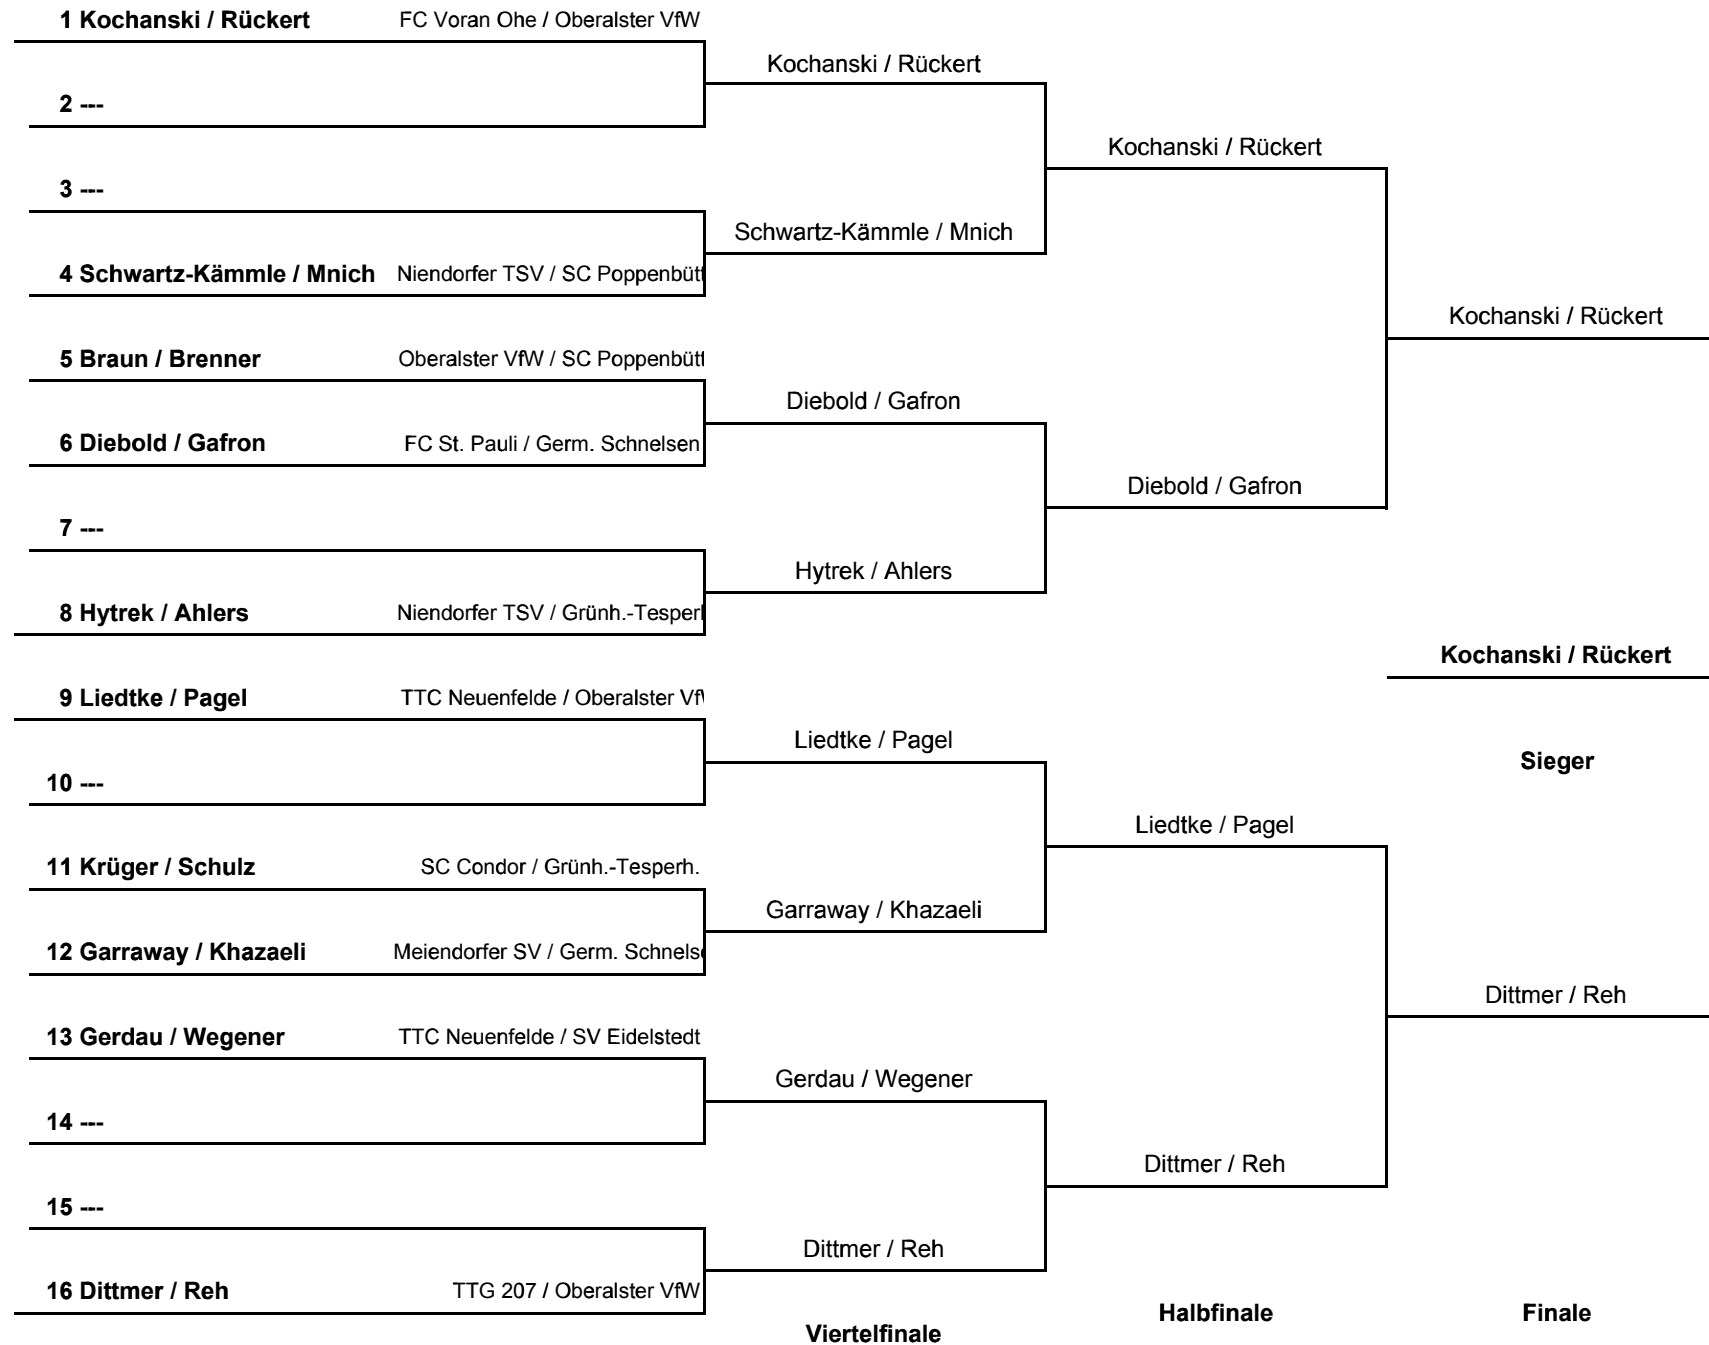 1 Kochanski / Rückert FC Voran Ohe / Oberalster VfW
Kochanski / Rückert
2 ---
Kochanski / Rückert
3 ---
Schwartz-Kämmle / Mnich
4 Schwartz-Kämmle / Mnich Niendorfer TSV / SC Poppenbütt
Kochanski / Rückert
5 Braun / Brenner Oberalster VfW / SC Poppenbütt
Diebold / Gafron
6 Diebold / Gafron FC St. Pauli / Germ. Schnelsen
Diebold / Gafron
7 ---
Hytrek / Ahlers
8 Hytrek / Ahlers Niendorfer TSV / Grünh.-Tesperh
Kochanski / Rückert
9 Liedtke / Pagel TTC Neuenfelde / Oberalster Vf
Liedtke / Pagel
Sieger
10 ---
Liedtke / Pagel
11 Krüger / Schulz SC Condor / Grünh.-Tesperh.
Garraway / Khazaeli
12 Garraway / Khazaeli Meiendorfer SV / Germ. Schnelse
Dittmer / Reh
13 Gerdau / Wegener TTC Neuenfelde / SV Eidelstedt
Gerdau / Wegener
14 ---
Dittmer / Reh
15 ---
Dittmer / Reh
16 Dittmer / Reh TTG 207 / Oberalster VfW
Halbfinale Finale
Viertelfinale